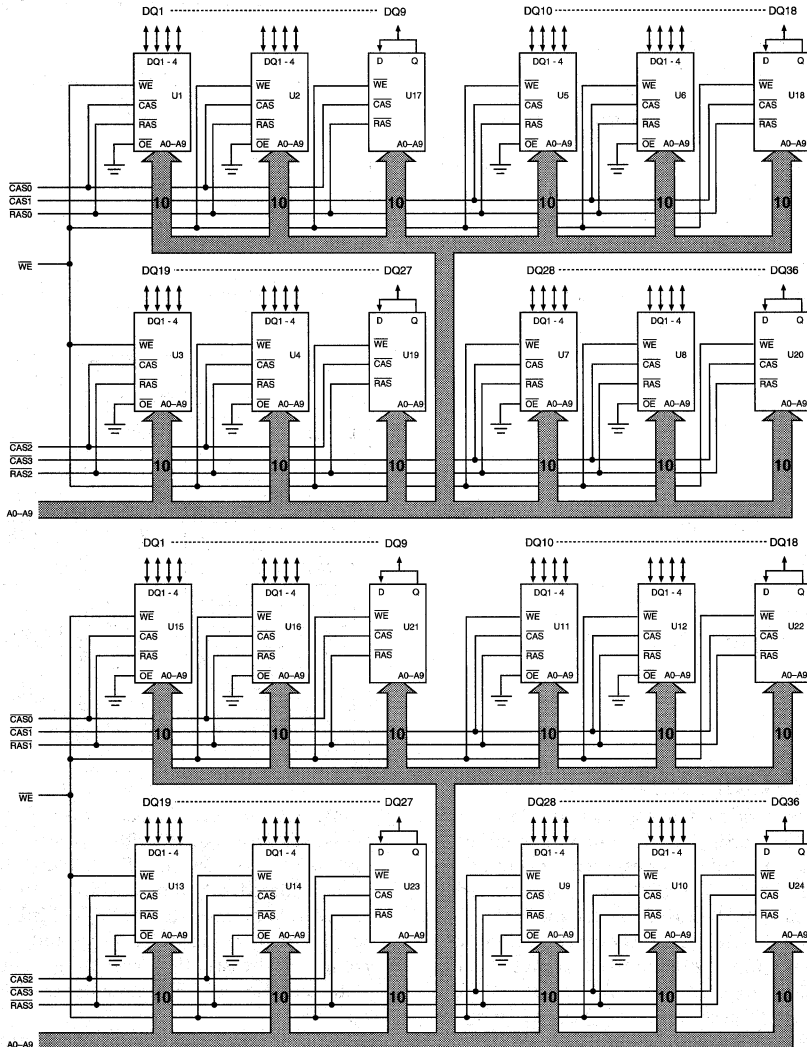 DQ1 DQ9 DQ10 DQ18
DQ1 - 4 DQ1 - 4 D Q DQ1 - 4 DQ1 - 4 D Q
WE WE WE WE WE WE
U1 U2 U17 U5 U6 U18
CAS CAS CAS CAS CAS CAS
RAS RAS RAS RAS RAS RAS
OE A0–A9 OE A0–A9 A0–A9 OE A0–A9 OE A0–A9 A0–A9
CAS0
CAS1
10 10 10 10 10 10
RAS0
WE
DQ19 DQ27 DQ28 DQ36
DQ1 - 4 DQ1 - 4 D Q DQ1 - 4 DQ1 - 4 D Q
WE WE WE WE WE WE
U3 U4 U19 U7 U8 U20
CAS CAS CAS CAS CAS CAS
RAS RAS RAS RAS RAS RAS
OE A0–A9 OE A0–A9 A0–A9 OE A0–A9 OE A0–A9 A0–A9
CAS2
CAS3
10 10 10 10 10 10
RAS2
A0–A9
DQ1 DQ9 DQ10 DQ18
DQ1 - 4 DQ1 - 4 D Q DQ1 - 4 DQ1 - 4 D Q
WE WE WE WE WE WE
U15 U16 U21 U11 U12 U22
CAS CAS CAS CAS CAS CAS
RAS RAS RAS RAS RAS RAS
OE A0–A9 OE A0–A9 A0–A9 OE A0–A9 OE A0–A9 A0–A9
CAS0
CAS1
10 10 10 10 10 10
RAS1
WE
DQ19 DQ27 DQ28 DQ36
DQ1 - 4 DQ1 - 4 D Q DQ1 - 4 DQ1 - 4 D Q
WE WE WE WE WE WE
U13 U14 U23 U9 U10 U24
CAS CAS CAS CAS CAS CAS
RAS RAS RAS RAS RAS RAS
OE A0–A9 OE A0–A9 A0–A9 OE A0–A9 OE A0–A9 A0–A9
CAS2
CAS3
10 10 10 10 10 10
RAS3
A0–A9